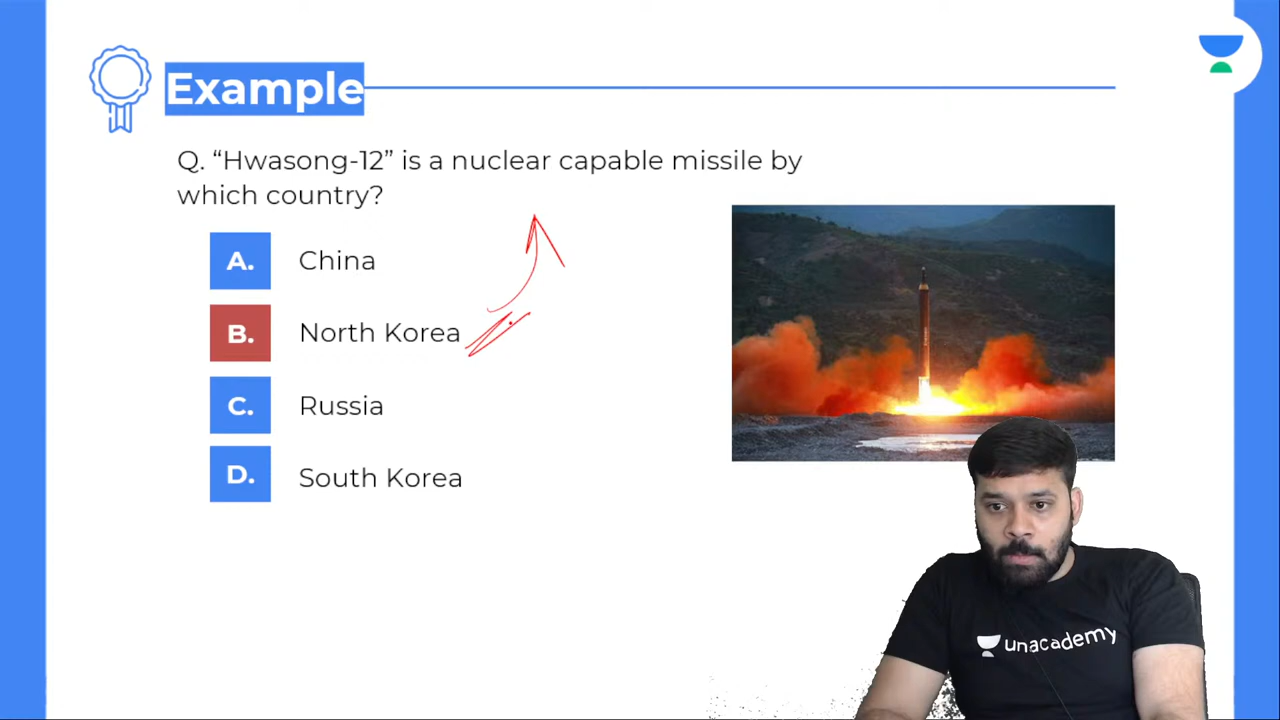 Example
Q. “Hwasong-12” is a nuclear capable missile by
which country?
A. China
B. North Korea
C. Russia
D. South Korea
unacademy